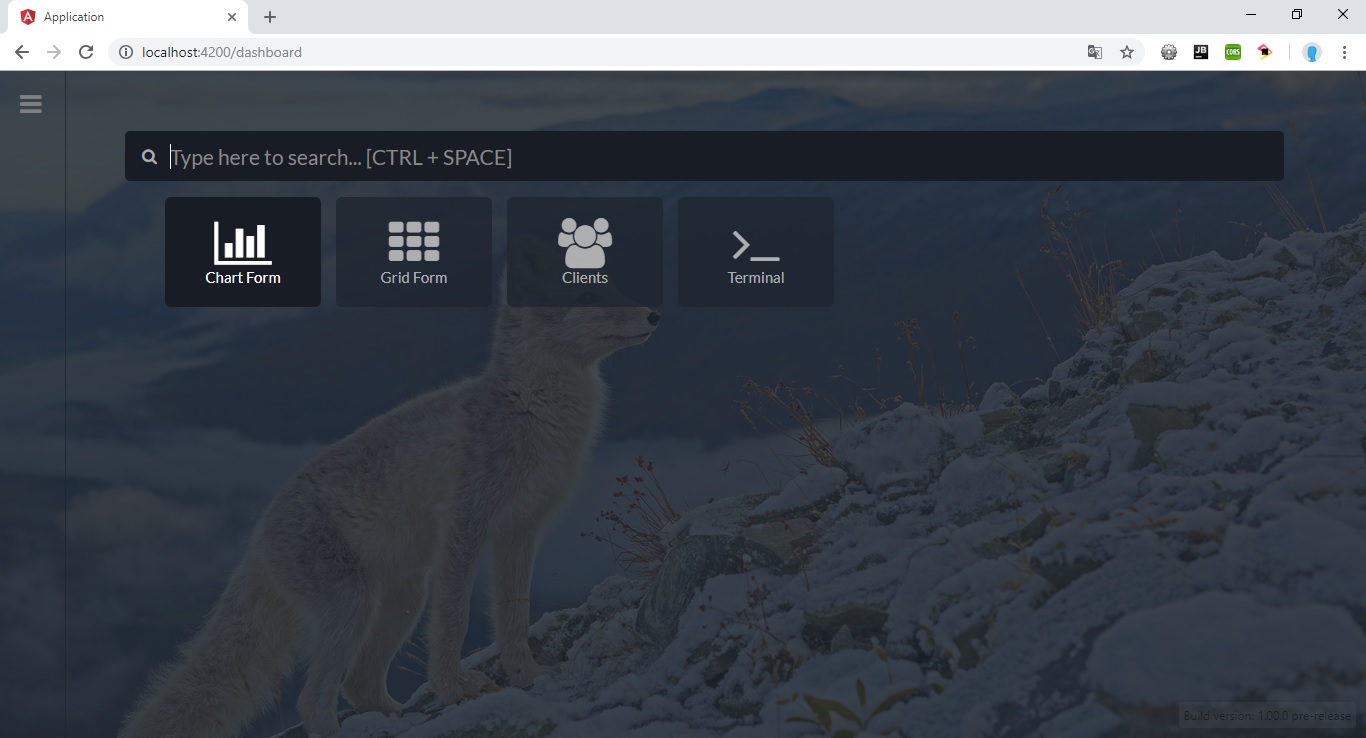 Application
localhost:4200/dashboard
JB
CORS
Type here to search... [CTRL + SPACE]
Chart Form
Grid Form
Clients
Terminal
Build version: 1.00.0 pre-release